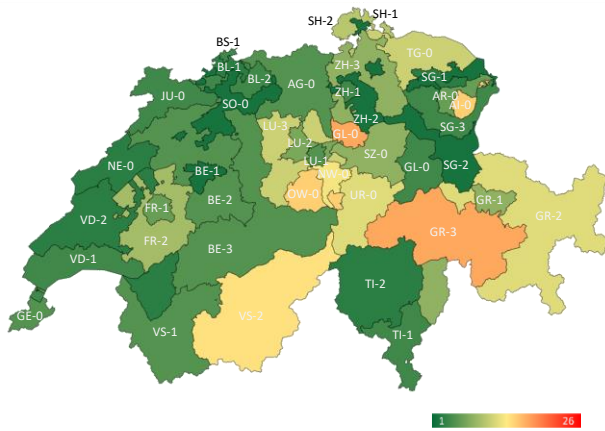 SH-2
SH-1
BS-1
TG-0
BL-1
BL-2
ZH-3
SG-1
AG-0
JU-0
ZH-1
AR-0
AI-0
SO-0
ZH-2
SG-3
LU-3
GL-0
LU-2
SZ-0
NE-0
LU-1
GL-0
SG-2
BE-1
NW-0
FR-1
BE-2
OW-0
UR-0
GR-1
VD-2
GR-2
FR-2
BE-3
GR-3
VD-1
TI-2
GE-0
VS-1
VS-2
TI-1
1
26